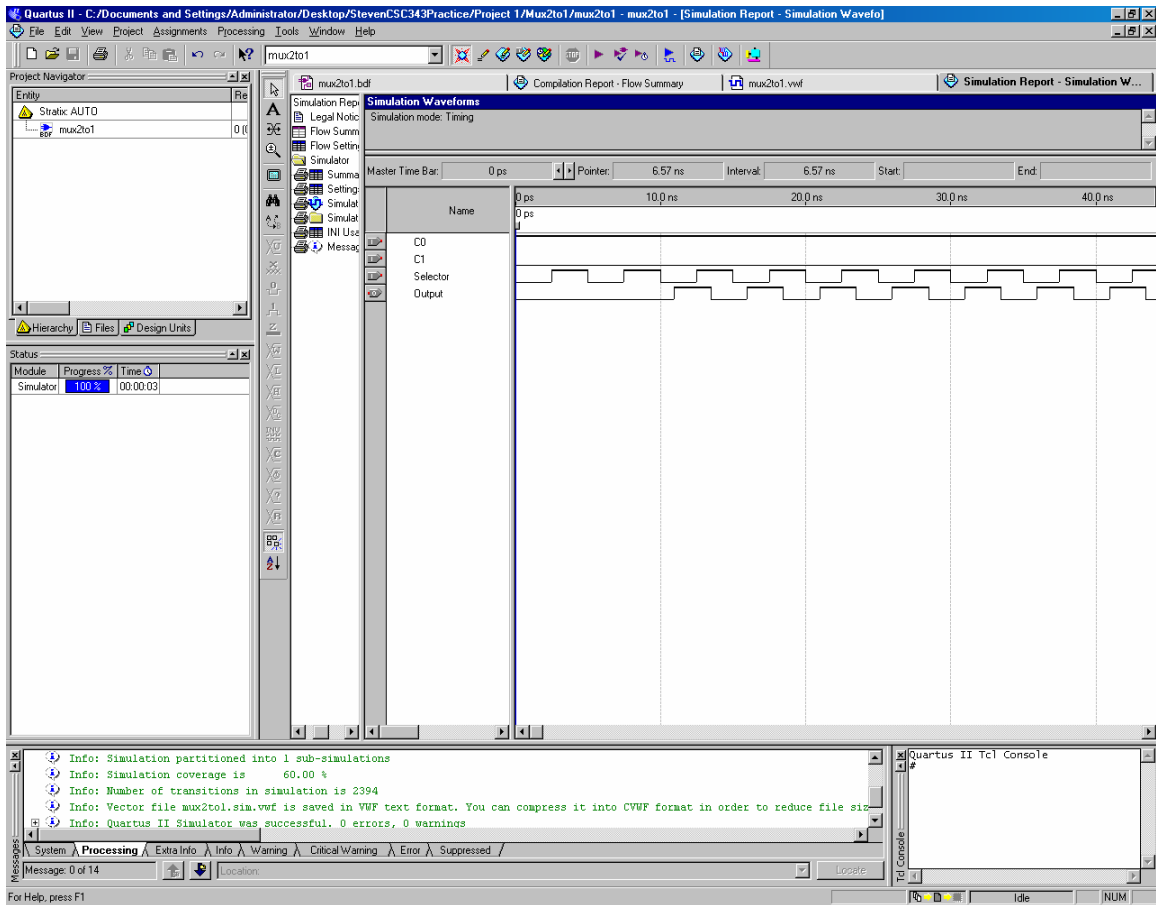 Quartus II - C:/Documents and Settings/Administrator/Desktop/StevenCSC343Practice/Project 1/Mux2to1/mux2to1 - mux2to1 - [Simulation Report - Simulation Wavefo]
File Edit View Project Assignments Processing Tools Window Help
mux2to1
Project Navigator
Entity Re
Stratix: AUTO
mux2to1 0 (0
Hierarchy Files Design Units
Status
Module Progress % Time
Simulator 100 % 00:00:03
mux2to1.bdf Compilation Report - Flow Summary mux2to1.vwf Simulation Report - Simulation W...
Simulation Repo
Legal Notic
Flow Summ
Flow Settin
Simulator
Summa
Setting
Simulat
Simulat
INI Usa
Messag
Simulation Waveforms
Simulation mode: Timing
Master Time Bar: 0 ps Pointer: 6.57 ns Interval: 6.57 ns Start: End:
Name
0 ps 10.0 ns 20.0 ns 30.0 ns 40.0 ns
0 ps
C0
C1
Selector
Output
Info: Simulation partitioned into 1 sub-simulations
Info: Simulation coverage is 60.00 %
Info: Number of transitions in simulation is 2394
Info: Vector file mux2to1.sim.vwf is saved in VWF text format. You can compress it into CVWF format in order to reduce file siz
Info: Quartus II Simulator was successful. 0 errors, 0 warnings
System Processing Extra Info Info Warning Critical Warning Error Suppressed
Message: 0 of 14 Location: Locate
Messages
Quartus II Tcl Console
#
Tcl Console
For Help, press F1 Idle NUM